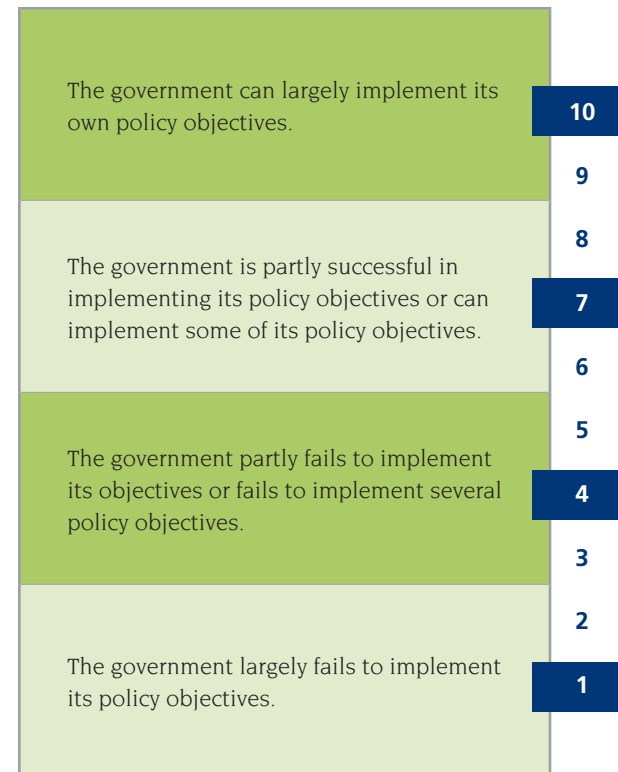 The government can largely implement its
own policy objectives.
10
9
8
The government is partly successful in
implementing its policy objectives or can
implement some of its policy objectives.
7
6
5
The government partly fails to implement
its objectives or fails to implement several
policy objectives.
4
3
2
The government largely fails to implement
its policy objectives.
1